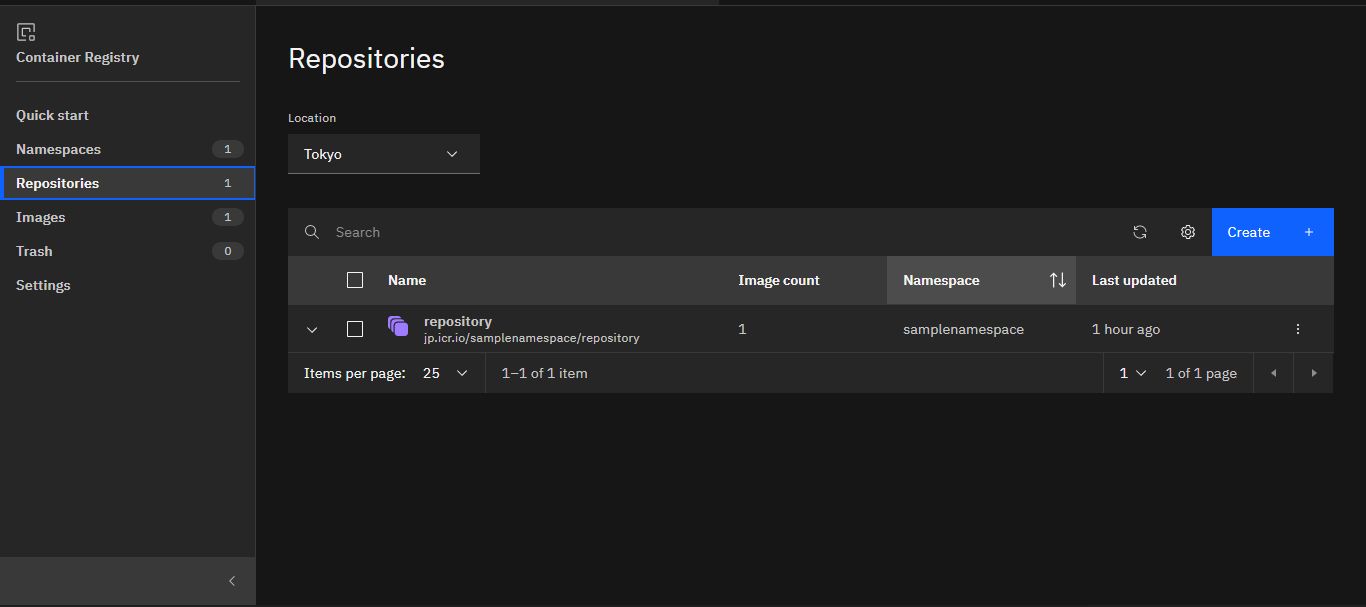 Container Registry
Quick start
Namespaces 1
Repositories 1
Images 1
Trash 0
Settings
Repositories
Location
Tokyo
Search
Create +
Name Image count Namespace Last updated
repository
jp.icr.io/samplenamespace/repository
1 samplenamespace 1 hour ago
Items per page: 25 1–1 of 1 item 1 1 of 1 page